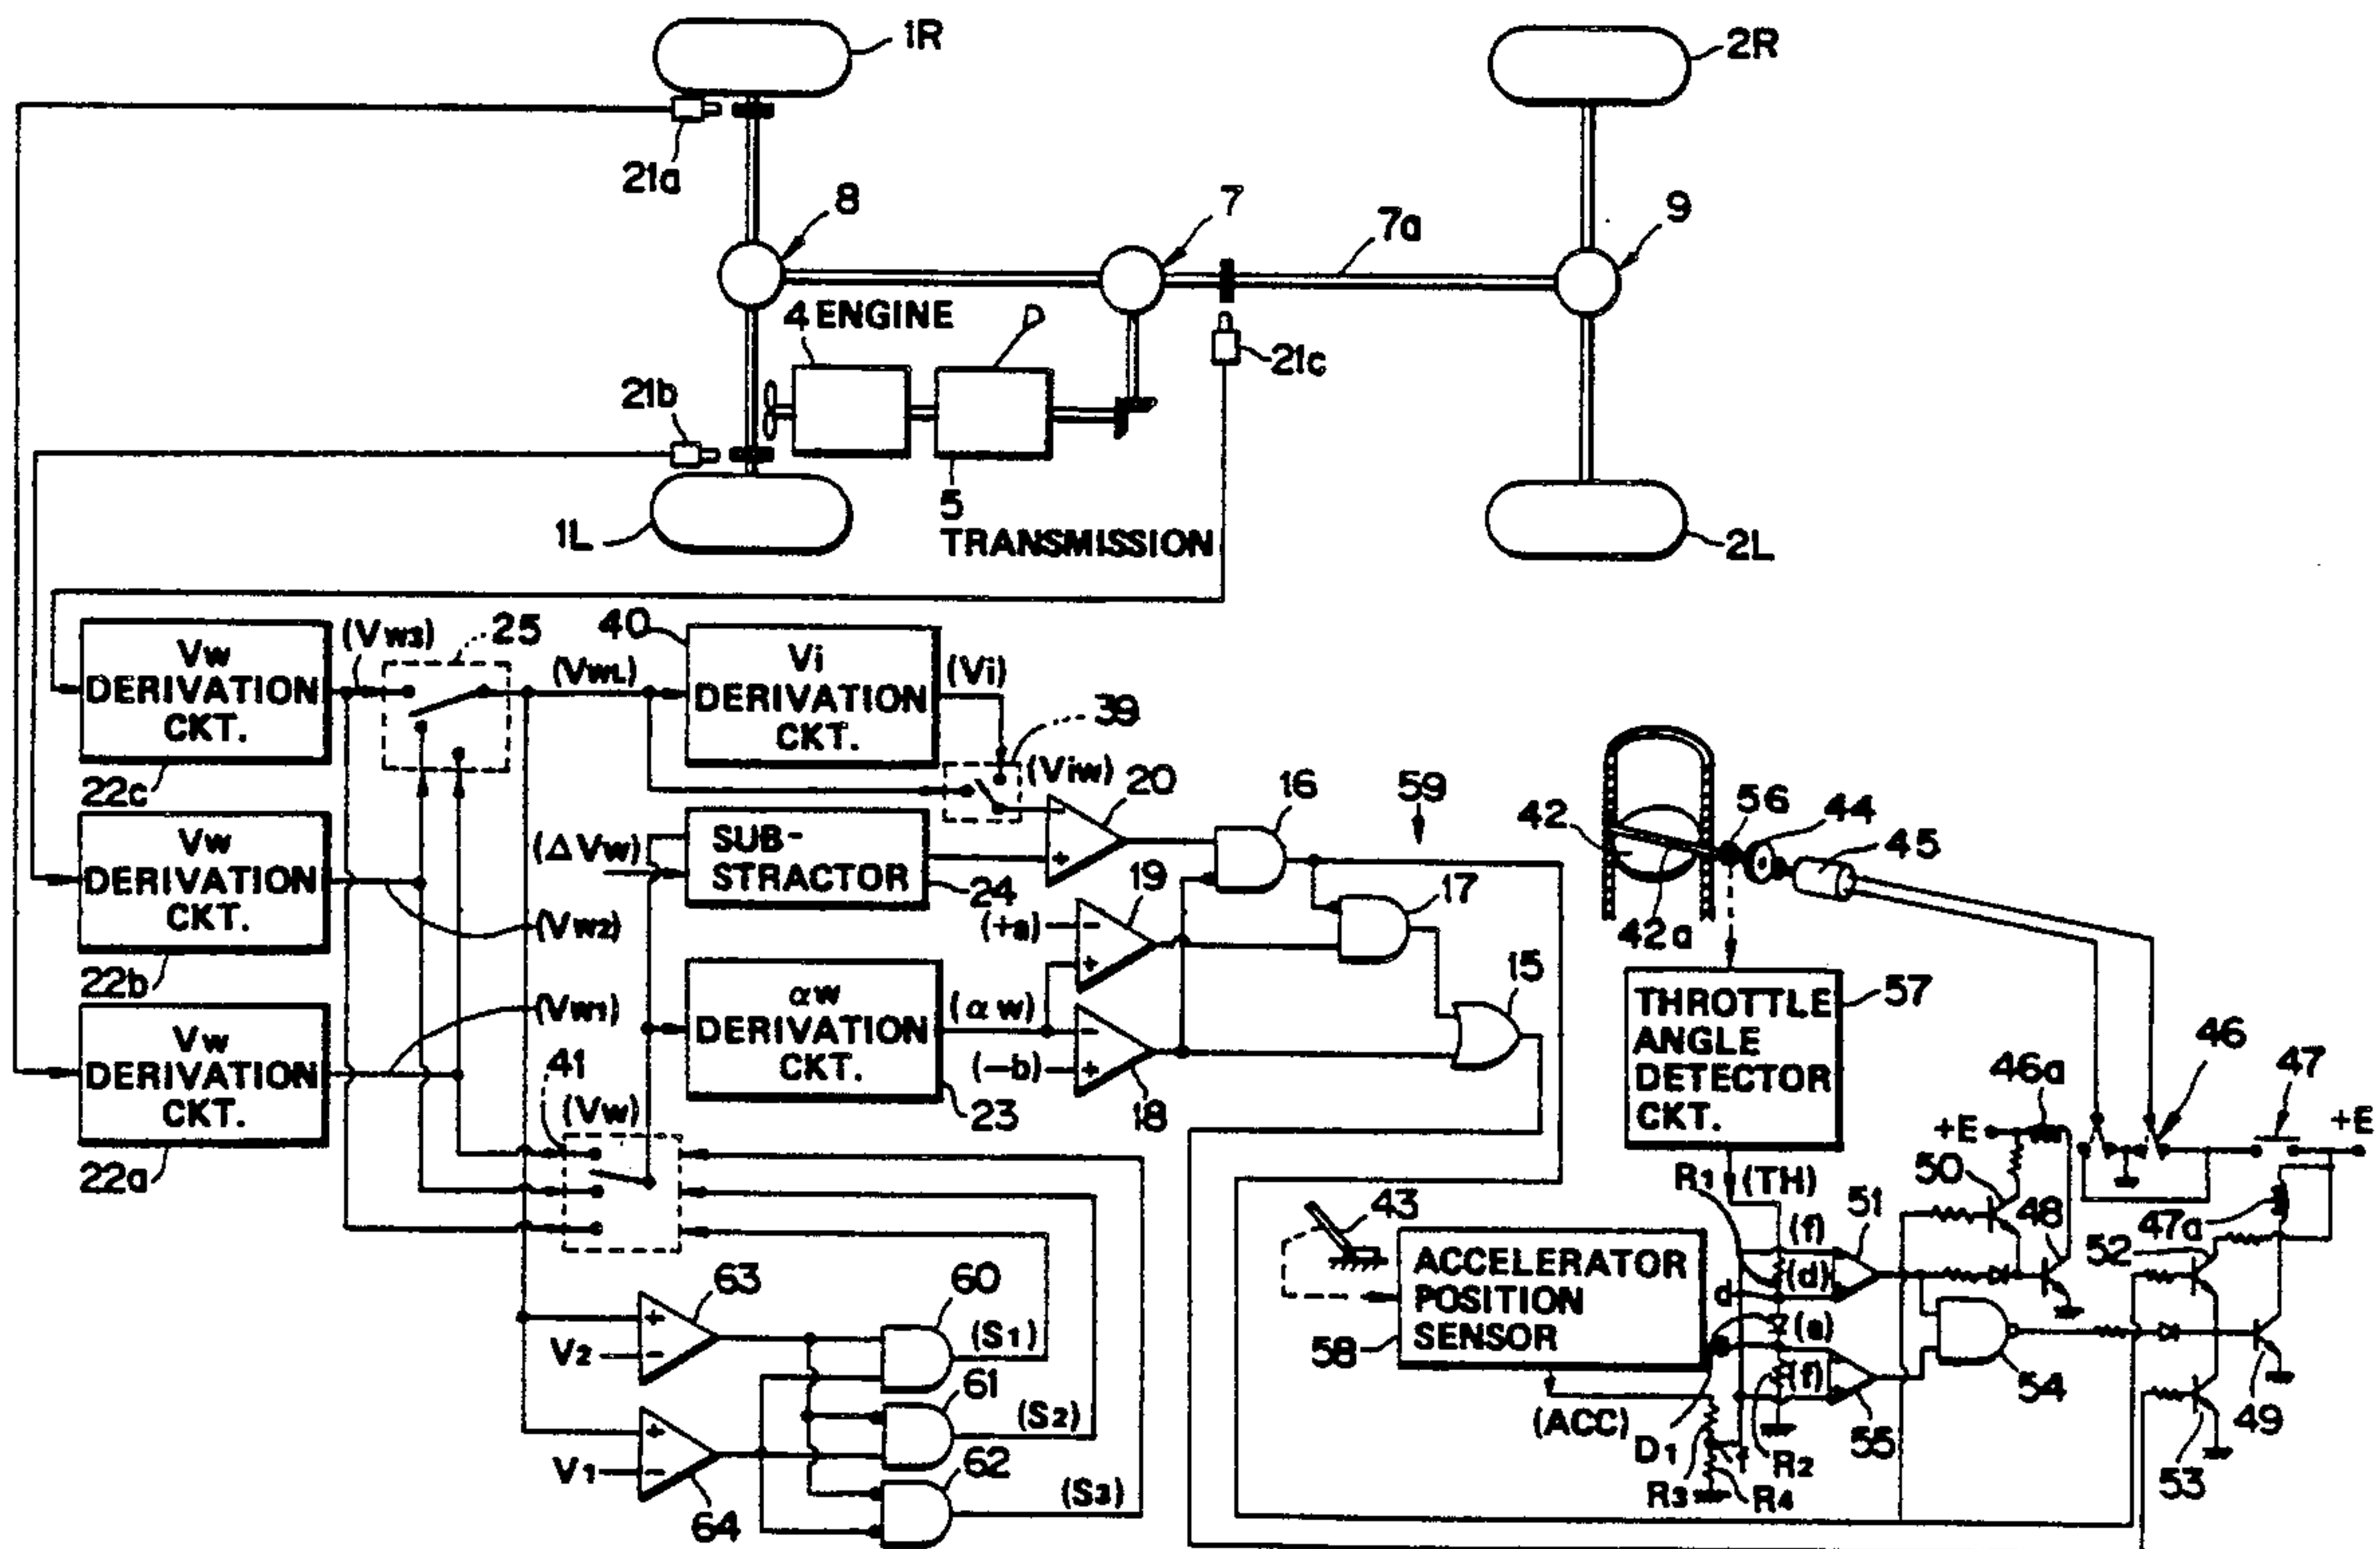 1R
2R
21a
8
7
7a
9
4 ENGINE
D
21c
21b
5
TRANSMISSION
1L
2L
(Vw3)
25
40
Vw
DERIVATION
CKT.
22c
(VWL)
Vi
DERIVATION
CKT.
(Vi)
39
(Viw)
20
16
59
42
56
44
45
42a
Vw
DERIVATION
CKT.
22b
(ΔVw)
SUB-
STRACTOR
24
(Vw2)
19
17
(+a)
−
+
−
+
15
Vw
DERIVATION
CKT.
22a
(Vw1)
αw
DERIVATION
CKT.
23
(αw)
(−b)
−
+
18
THROTTLE
ANGLE
DETECTOR
CKT.
57
41
(Vw)
46a
46
47
+E
+E
50
R1
(TH)
51
48
47a
52
(f)
(d)
d
(a)
(f)
43
ACCELERATOR
POSITION
SENSOR
58
63
+
−
V2
60
(S1)
61
(S2)
62
(S3)
+
−
V1
64
(ACC)
D1
R3
R4
f
R2
55
54
49
53